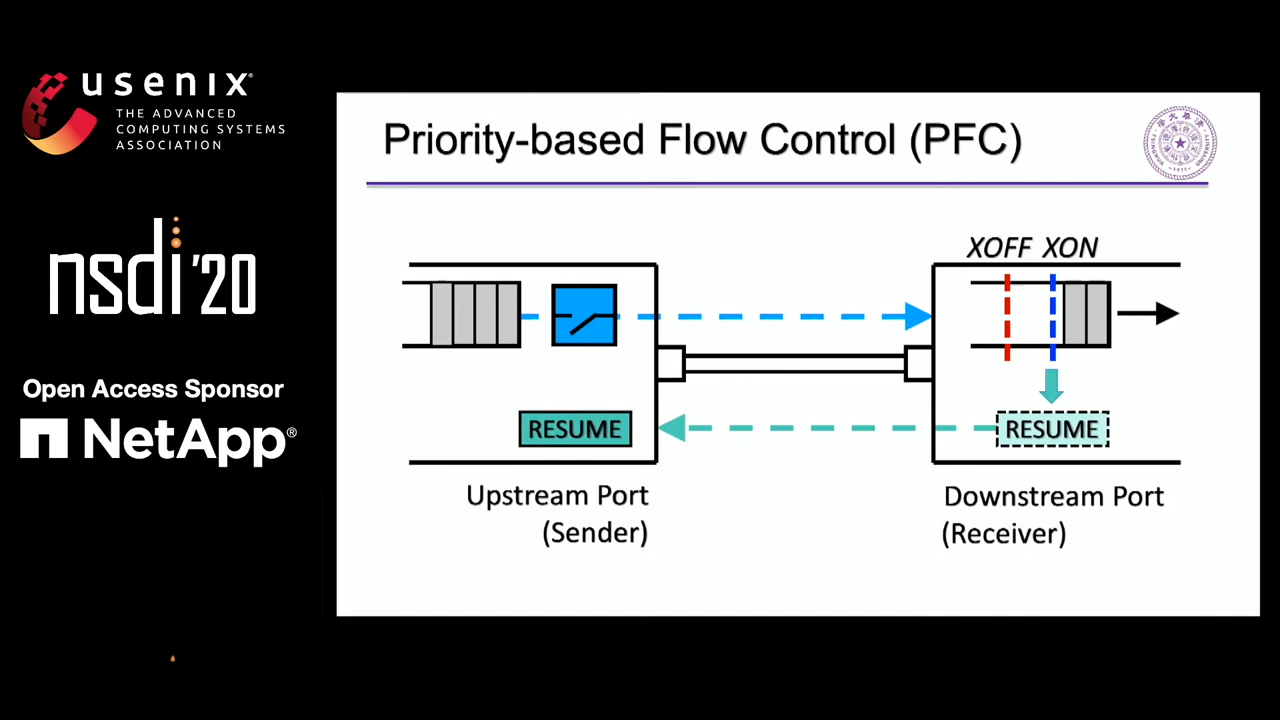 usenix
THE ADVANCED
COMPUTING SYSTEMS
ASSOCIATION
nsdi '20
Open Access Sponsor
NetApp®
Priority-based Flow Control (PFC)
XOFF XON
RESUME
RESUME
Upstream Port
(Sender)
Downstream Port
(Receiver)